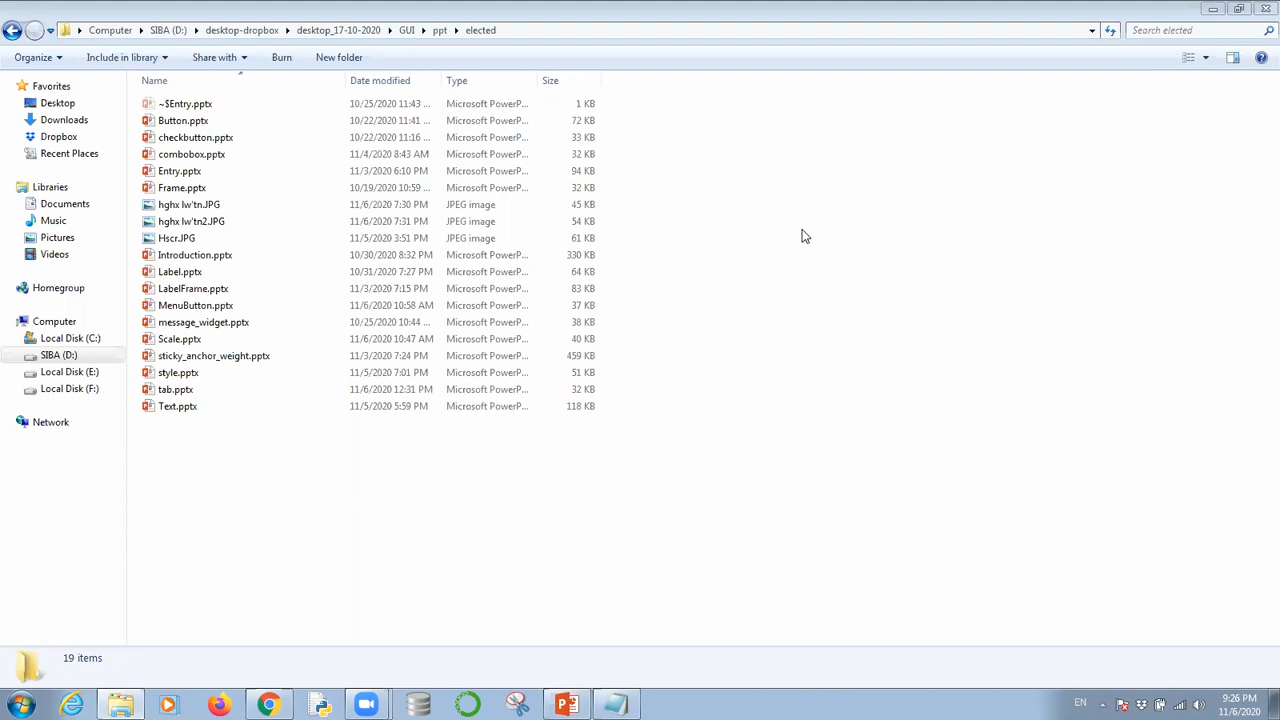 Computer SIBA (D:) desktop-dropbox desktop_17-10-2020 GUI ppt elected Search elected
Organize Include in library Share with Burn New folder
Name Date modified Type Size
Favorites
Desktop
Downloads
Dropbox
Recent Places
Libraries
Documents
Music
Pictures
Videos
Homegroup
Computer
Local Disk (C:)
SIBA (D:)
Local Disk (E:)
Local Disk (F:)
Network
~$Entry.pptx 10/25/2020 11:43 ... Microsoft PowerP... 1 KB
Button.pptx 10/22/2020 11:41 ... Microsoft PowerP... 72 KB
checkbutton.pptx 10/22/2020 11:16 ... Microsoft PowerP... 33 KB
combobox.pptx 11/4/2020 8:43 AM Microsoft PowerP... 32 KB
Entry.pptx 11/3/2020 6:10 PM Microsoft PowerP... 94 KB
Frame.pptx 10/19/2020 10:59 ... Microsoft PowerP... 32 KB
hghx lw'tn.JPG 11/6/2020 7:30 PM JPEG image 45 KB
hghx lw'tn2.JPG 11/6/2020 7:31 PM JPEG image 54 KB
Hscr.JPG 11/5/2020 3:51 PM JPEG image 61 KB
Introduction.pptx 10/30/2020 8:32 PM Microsoft PowerP... 330 KB
Label.pptx 10/31/2020 7:27 PM Microsoft PowerP... 64 KB
LabelFrame.pptx 11/3/2020 7:15 PM Microsoft PowerP... 83 KB
MenuButton.pptx 11/6/2020 10:58 AM Microsoft PowerP... 37 KB
message_widget.pptx 10/25/2020 10:44 ... Microsoft PowerP... 38 KB
Scale.pptx 11/6/2020 10:47 AM Microsoft PowerP... 40 KB
sticky_anchor_weight.pptx 11/3/2020 7:24 PM Microsoft PowerP... 459 KB
style.pptx 11/5/2020 7:01 PM Microsoft PowerP... 51 KB
tab.pptx 11/6/2020 12:31 PM Microsoft PowerP... 32 KB
Text.pptx 11/5/2020 5:59 PM Microsoft PowerP... 118 KB
19 items
EN 9:26 PM
11/6/2020